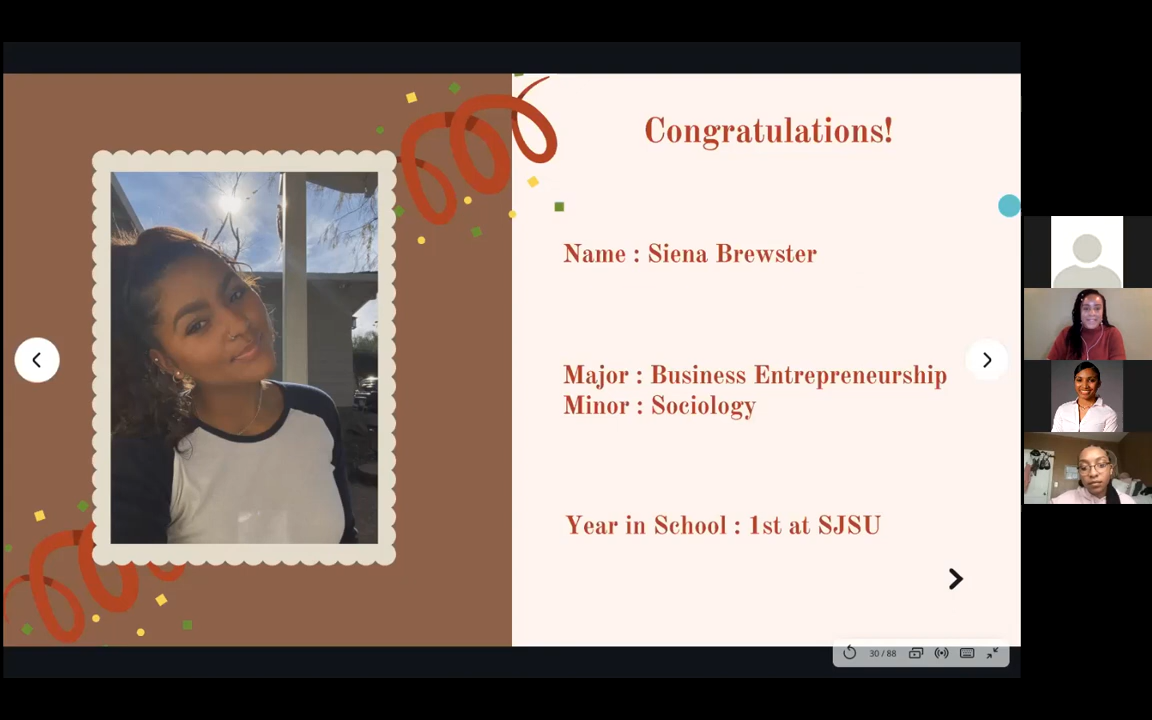 Congratulations!
Name : Siena Brewster
Major : Business Entrepreneurship
Minor : Sociology
Year in School : 1st at SJSU
30 / 88